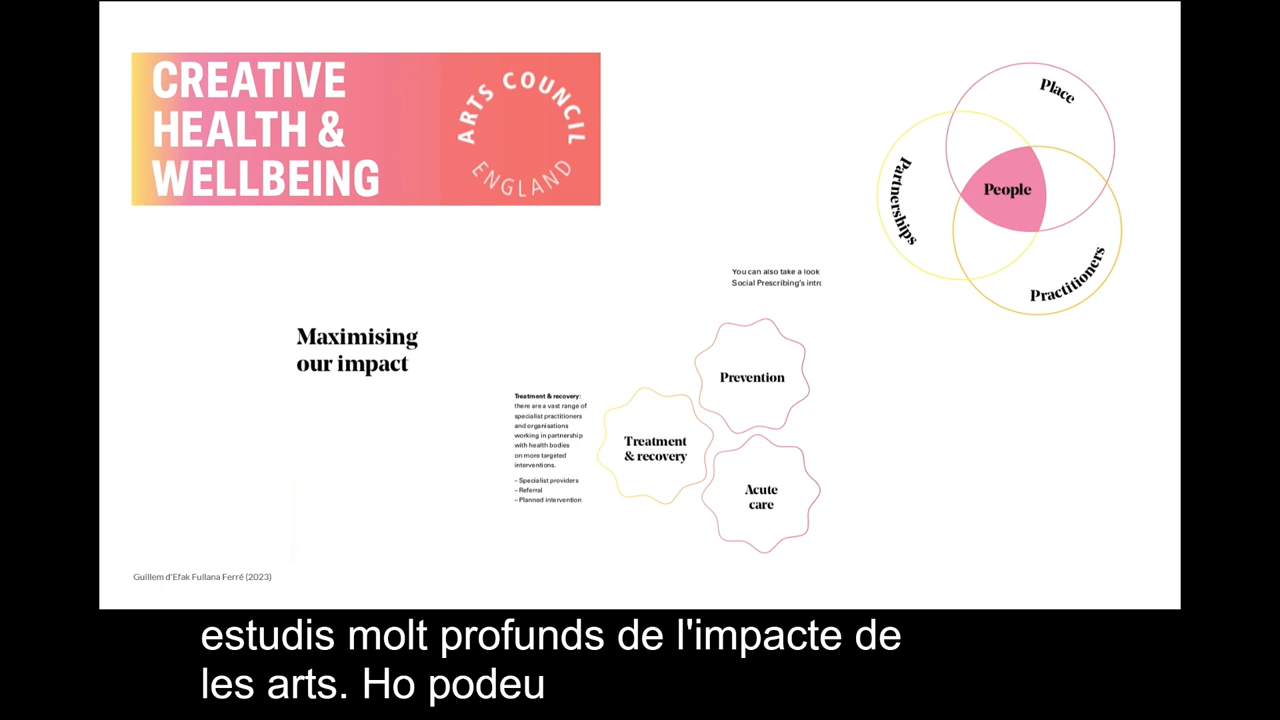 CREATIVE
HEALTH &
WELLBEING
ARTS COUNCIL
ENGLAND
Place
Partnerships
People
Practitioners
You can also take a look
Social Prescribing's intro
Maximising
our impact
Prevention
Treatment & recovery:
there are a vast range of
specialist practitioners
and organisations
working in partnership
with health bodies
on more targeted
interventions.
– Specialist providers
– Referral
– Planned intervention
Treatment
& recovery
Acute
care
Guillem d'Efak Fullana Ferré (2023)
estudis molt profunds de l'impacte de
les arts. Ho podeu